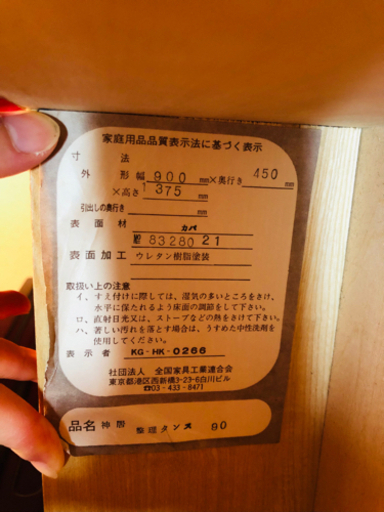 家庭用品品質表示法に基づく表示
寸法
外形 幅 900 mm ×奥行き 450 mm
×高さ 1375 mm
引出しの奥行き mm
表面材 カバ
83280 21
表面加工 ウレタン樹脂塗装
取扱い上の注意
イ、すえ付けに際しては、湿気の多いところをさけ、
水平に保たれるよう床面の調節をして下さい。
ロ、直射日光又は、ストーブなどの熱をさけて下さい。
ハ、著しい汚れを落とす場合は、うすめた中性洗剤を
使用してください。
表示者 KG-HK-0266
社団法人 全国家具工業連合会
東京都港区西新橋3-23-6白川ビル
☎03-433-8471
品名 整理タンス 90